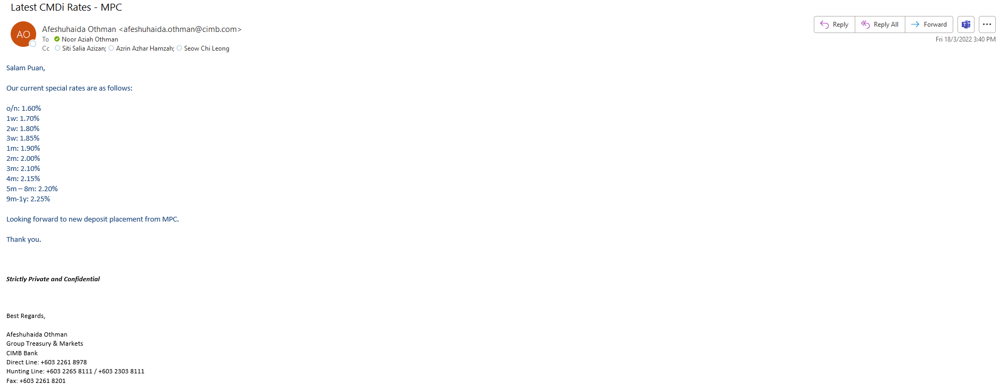 Latest CMDi Rates - MPC
AO
Afeshuhaida Othman <afeshuhaida.othman@cimb.com>
To Noor Aziah Othman
Cc Siti Salia Azizan; Azrin Azhar Hamzah; Seow Chi Leong
Reply
Reply All
Forward
Fri 18/3/2022 3:40 PM
Salam Puan,
Our current special rates are as follows:
o/n: 1.60%
1w: 1.70%
2w: 1.80%
3w: 1.85%
1m: 1.90%
2m: 2.00%
3m: 2.10%
4m: 2.15%
5m – 8m: 2.20%
9m-1y: 2.25%
Looking forward to new deposit placement from MPC.
Thank you.
Strictly Private and Confidential
Best Regards,
Afeshuhaida Othman
Group Treasury & Markets
CIMB Bank
Direct Line: +603 2261 8978
Hunting Line: +603 2265 8111 / +603 2303 8111
Fax: +603 2261 8201